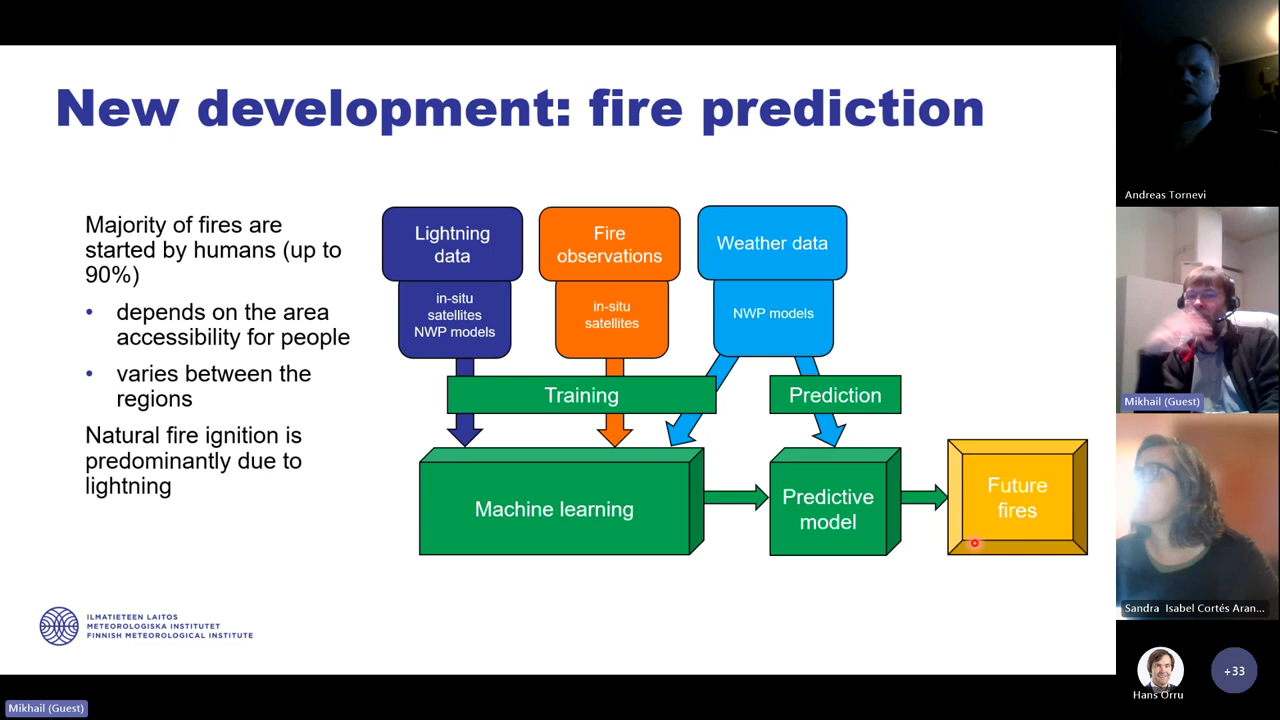 New development: fire prediction
Majority of fires are
started by humans (up to
90%)
• depends on the area
accessibility for people
• varies between the
regions
Natural fire ignition is
predominantly due to
lightning
Lightning
data
in-situ
satellites
NWP models
Fire
observations
in-situ
satellites
Weather data
NWP models
Training
Prediction
Machine learning
Predictive
model
Future
fires
ILMATIETEEN LAITOS
METEOROLOGISKA INSTITUTET
FINNISH METEOROLOGICAL INSTITUTE
Andreas Tornevi
Mikhail (Guest)
Sandra Isabel Cortés Aran...
Hans Orru
+33
Mikhail (Guest)